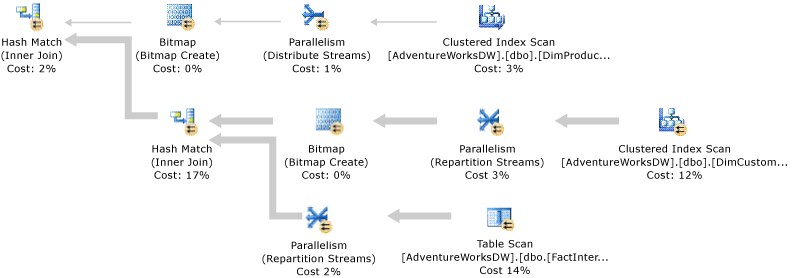 Hash Match
(Inner Join)
Cost: 2%
Bitmap
(Bitmap Create)
Cost: 0%
Parallelism
(Distribute Streams)
Cost: 1%
Clustered Index Scan
[AdventureWorksDW].[dbo].[DimProduc...
Cost: 3%
Hash Match
(Inner Join)
Cost: 17%
Bitmap
(Bitmap Create)
Cost: 0%
Parallelism
(Repartition Streams)
Cost 3%
Clustered Index Scan
[AdventureWorksDW].[dbo].[DimCustom...
Cost: 12%
Parallelism
(Repartition Streams)
Cost 2%
Table Scan
[AdventureWorksDW].[dbo.[FactInter...
Cost 14%